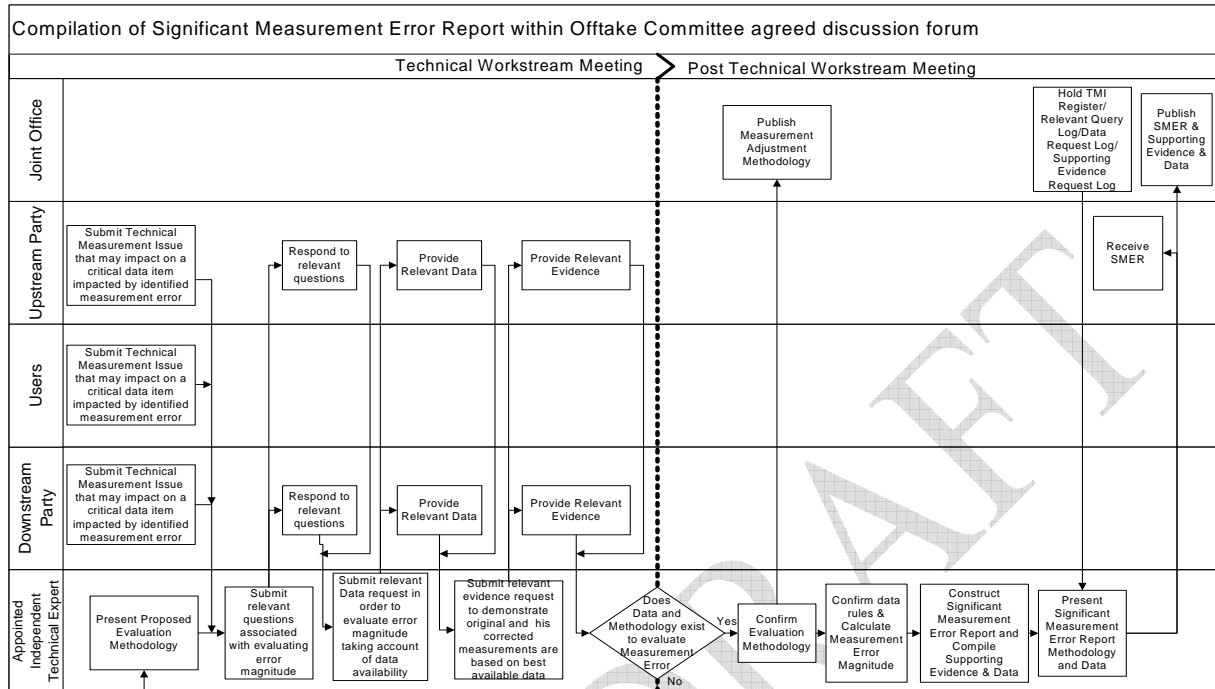 Compilation of Significant Measurement Error Report within Offtake Committee agreed discussion forum
Technical Workstream Meeting
Post Technical Workstream Meeting
Joint Office
Publish
Measurement
Adjustment
Methodology
Hold TMI
Register/
Relevant Query
Log/Data
Request Log/
Supporting
Evidence
Request Log
Publish
SMER &
Supporting
Evidence &
Data
Upstream Party
Submit Technical
Measurement Issue
that may impact on a
critical data item
impacted by identified
measurement error
Respond to
relevant
questions
Provide
Relevant Data
Provide Relevant
Evidence
Receive
SMER
Users
Submit Technical
Measurement Issue
that may impact on a
critical data item
impacted by identified
measurement error
Downstream
Party
Submit Technical
Measurement Issue
that may impact on a
critical data item
impacted by identified
measurement error
Respond to
relevant
questions
Provide
Relevant Data
Provide Relevant
Evidence
Appointed
Independent
Technical Expert
Present Proposed
Evaluation
Methodology
Submit
relevant
questions
associated
with evaluating
error
magnitude
Submit relevant
Data request in
order to
evaluate error
magnitude
taking account
of data
availability
Submit relevant
evidence request
to demonstrate
original and his
corrected
measurements are
based on best
available data
Does
Data and
Methodology exist
to evaluate
Measurement
Error
Yes
No
Confirm
Evaluation
Methodology
Confirm data
rules &
Calculate
Measurement
Error
Magnitude
Construct
Significant
Measurement
Error Report and
Compile
Supporting
Evidence & Data
Present
Significant
Measurement
Error Report
Methodology
and Data
DRAFT